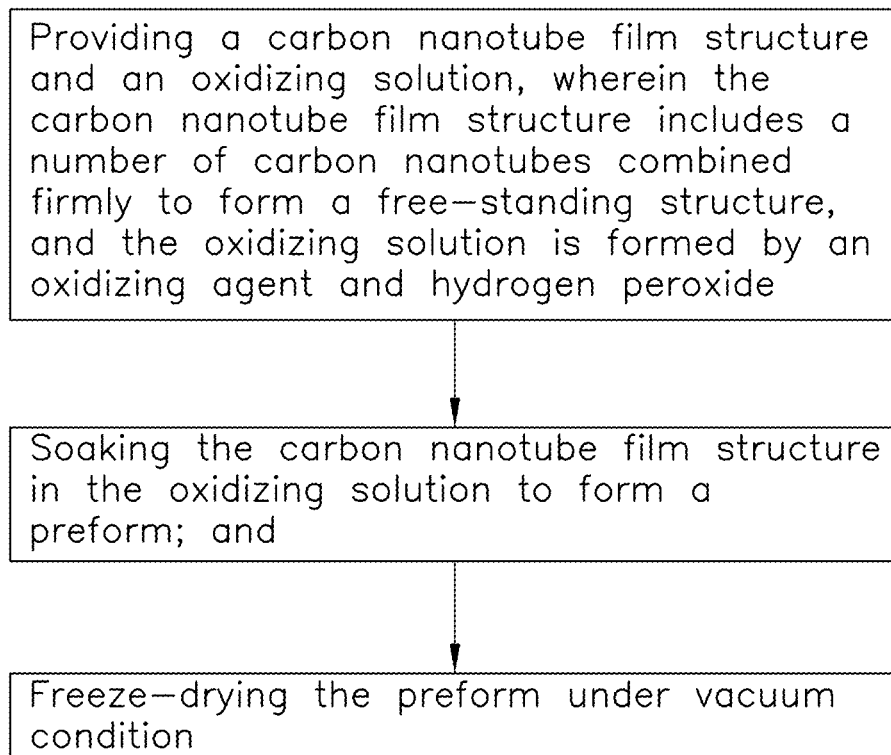 Providing a carbon nanotube film structure
and an oxidizing solution, wherein the
carbon nanotube film structure includes a
number of carbon nanotubes combined
firmly to form a free-standing structure,
and the oxidizing solution is formed by an
oxidizing agent and hydrogen peroxide
Soaking the carbon nanotube film structure
in the oxidizing solution to form a
preform; and
Freeze-drying the preform under vacuum
condition